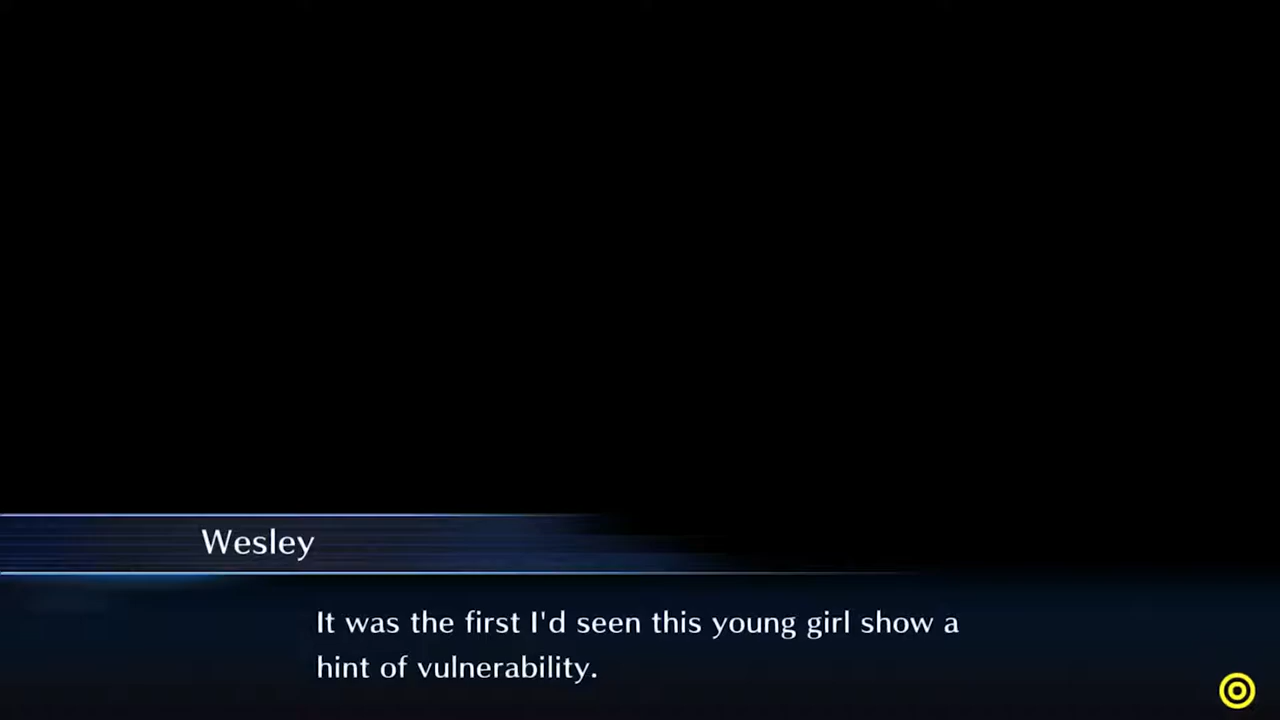 Wesley
It was the first I'd seen this young girl show a
hint of vulnerability.